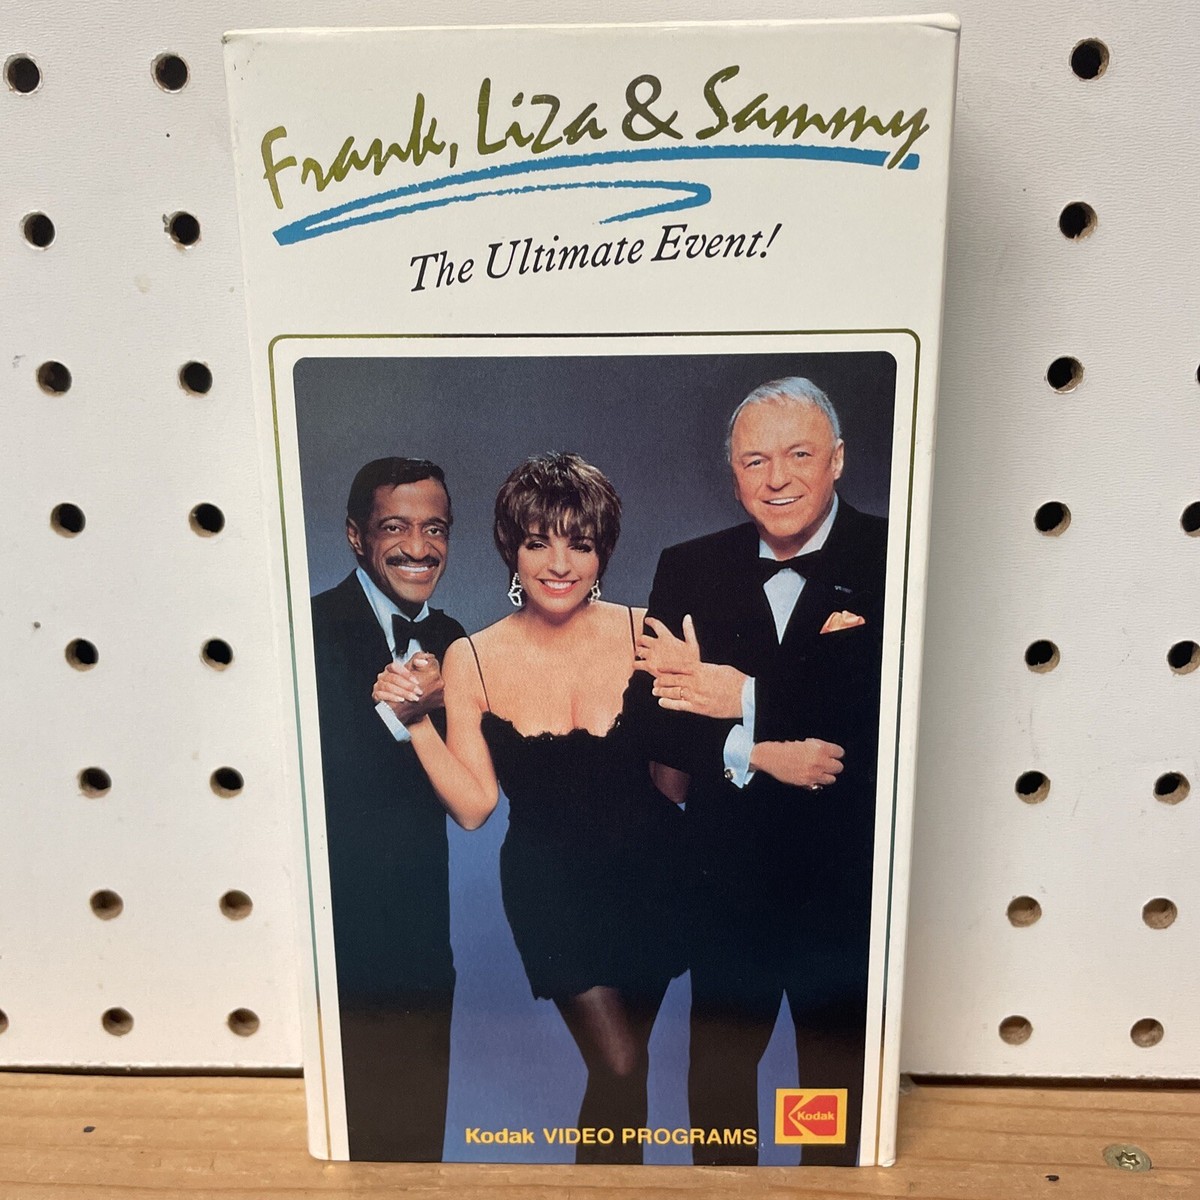 Frank, Liza & Sammy
The Ultimate Event!
Kodak VIDEO PROGRAMS
Kodak